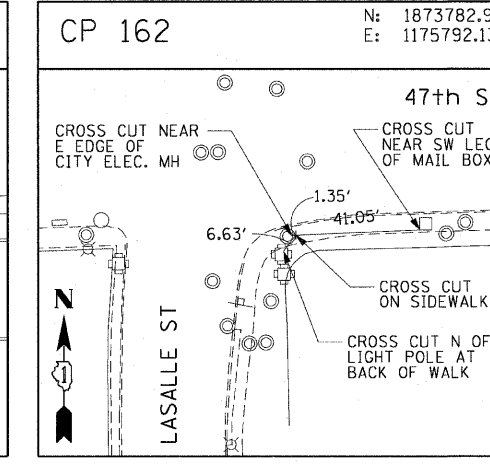 CP 162
N: 1873782.9
E: 1175792.13
47th S
CROSS CUT NEAR
E EDGE OF
CITY ELEC. MH
CROSS CUT
NEAR SW LEG
OF MAIL BOX
1.35'
41.05'
6.63'
CROSS CUT
ON SIDEWALK
N
CROSS CUT N OF
LIGHT POLE AT
BACK OF WALK
LASALLE ST
1